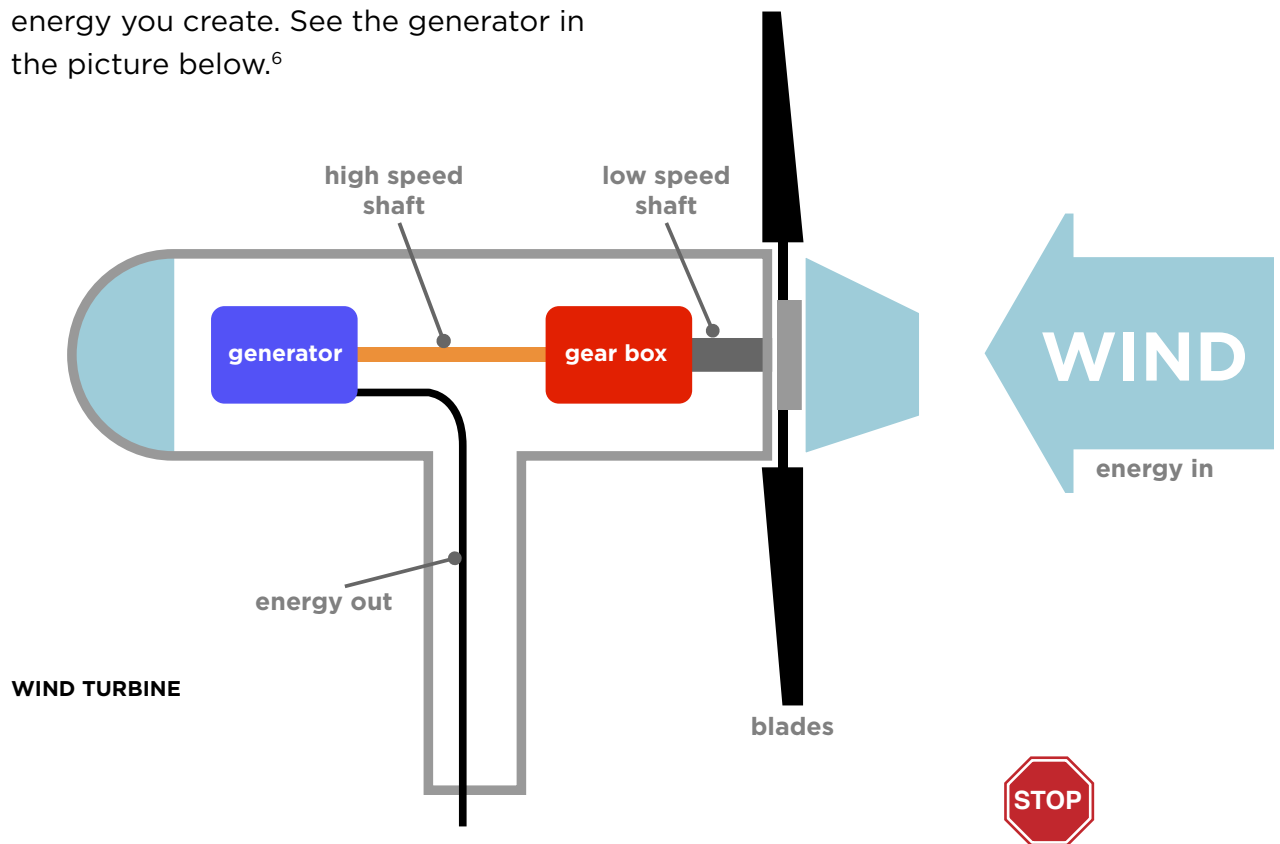 energy you create. See the generator in
the picture below.⁶
high speed
shaft
low speed
shaft
generator
gear box
WIND
energy in
energy out
WIND TURBINE
blades
STOP